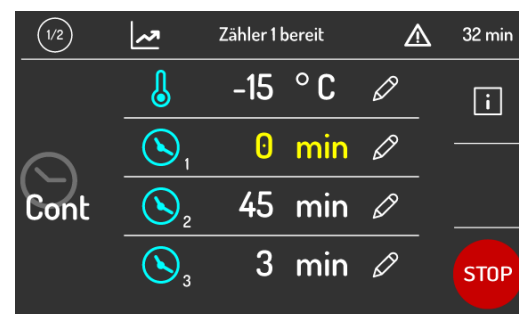 1/2 Zähler 1 bereit 32 min
-15 °C
i
1 0 min
Cont
2 45 min
3 3 min
STOP